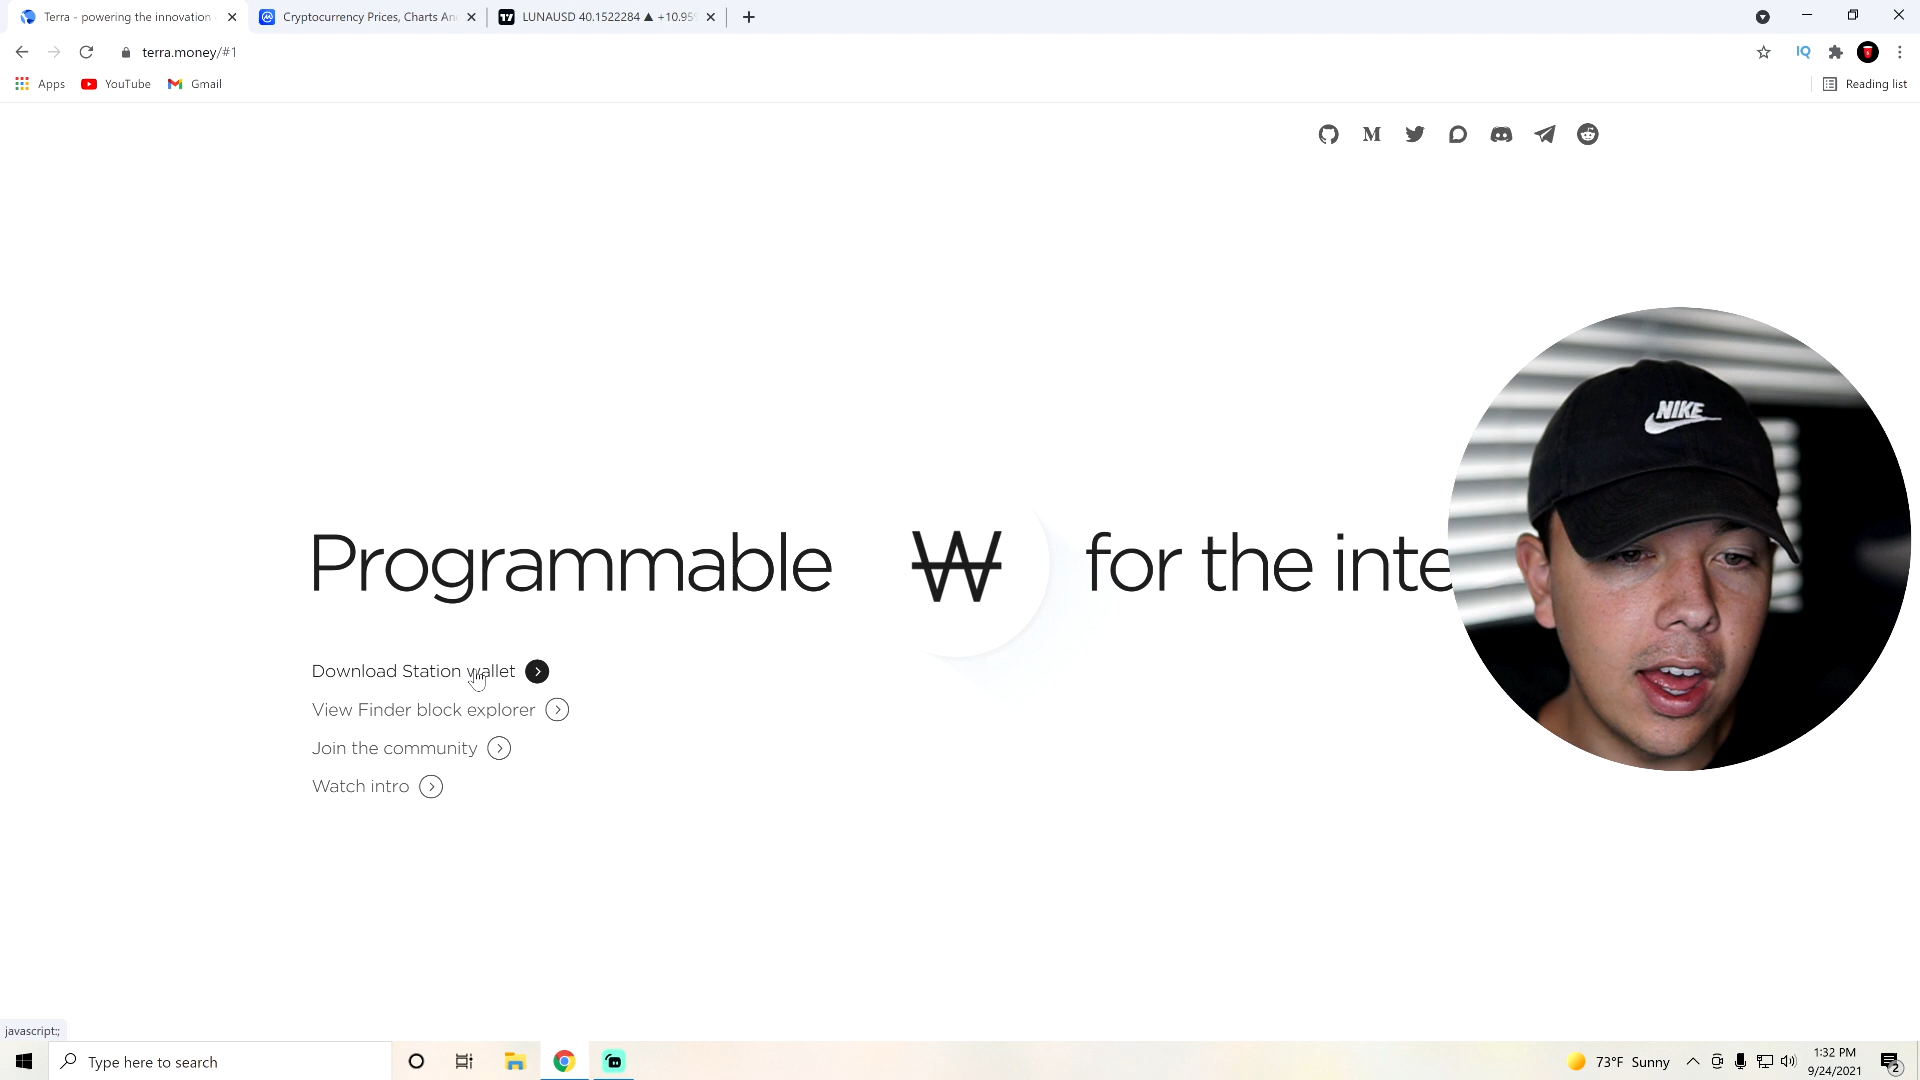 Terra - powering the innovation
Cryptocurrency Prices, Charts An
LUNAUSD 40.1522284 ▲ +10.95%
terra.money/#1
IQ
Apps
YouTube
Gmail
Reading list
Programmable ₩ for the inte
NIKE
Download Station wallet
View Finder block explorer
Join the community
Watch intro
javascript:;
Type here to search
73°F Sunny
1:32 PM
9/24/2021
2